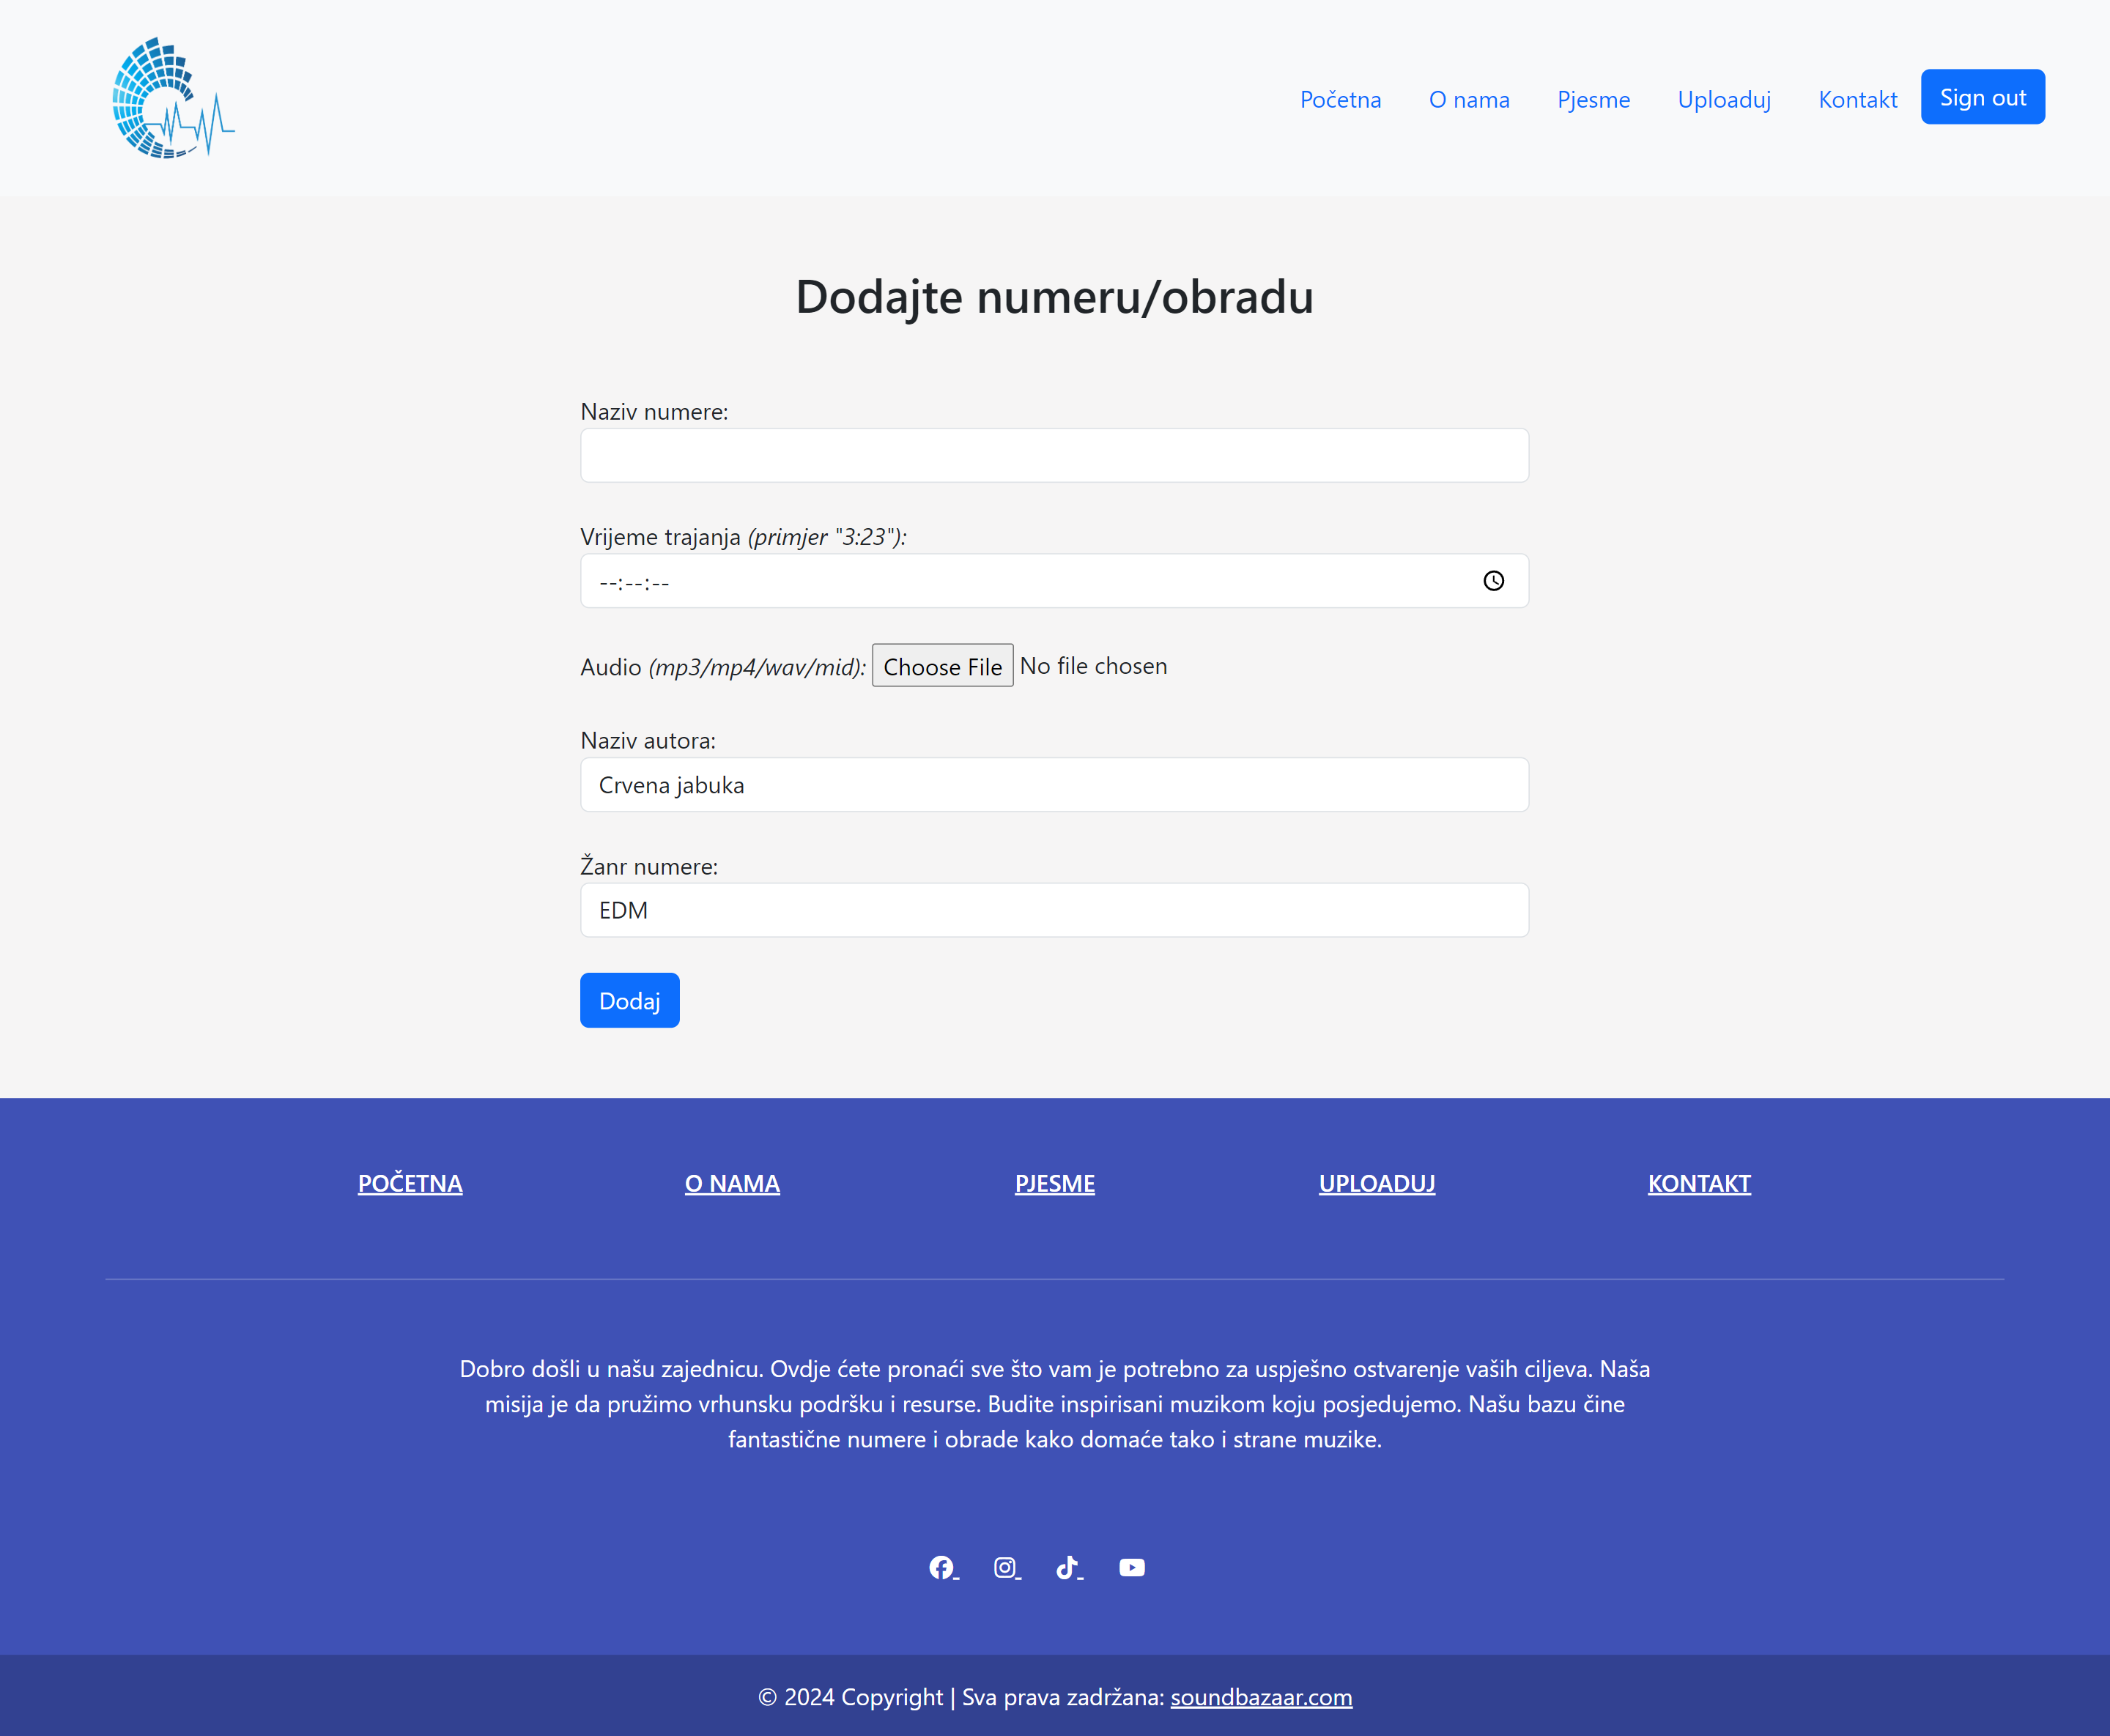 Početna O nama Pjesme Uploaduj Kontakt Sign out
Dodajte numeru/obradu
Naziv numere:
Vrijeme trajanja (primjer "3:23"):
--:--:--
Audio (mp3/mp4/wav/mid): Choose File No file chosen
Naziv autora:
Crvena jabuka
Žanr numere:
EDM
Dodaj
POČETNA O NAMA PJESME UPLOADUJ KONTAKT
Dobro došli u našu zajednicu. Ovdje ćete pronaći sve što vam je potrebno za uspješno ostvarenje vaših ciljeva. Naša
misija je da pružimo vrhunsku podršku i resurse. Budite inspirisani muzikom koju posjedujemo. Našu bazu čine
fantastične numere i obrade kako domaće tako i strane muzike.
© 2024 Copyright | Sva prava zadržana: soundbazaar.com